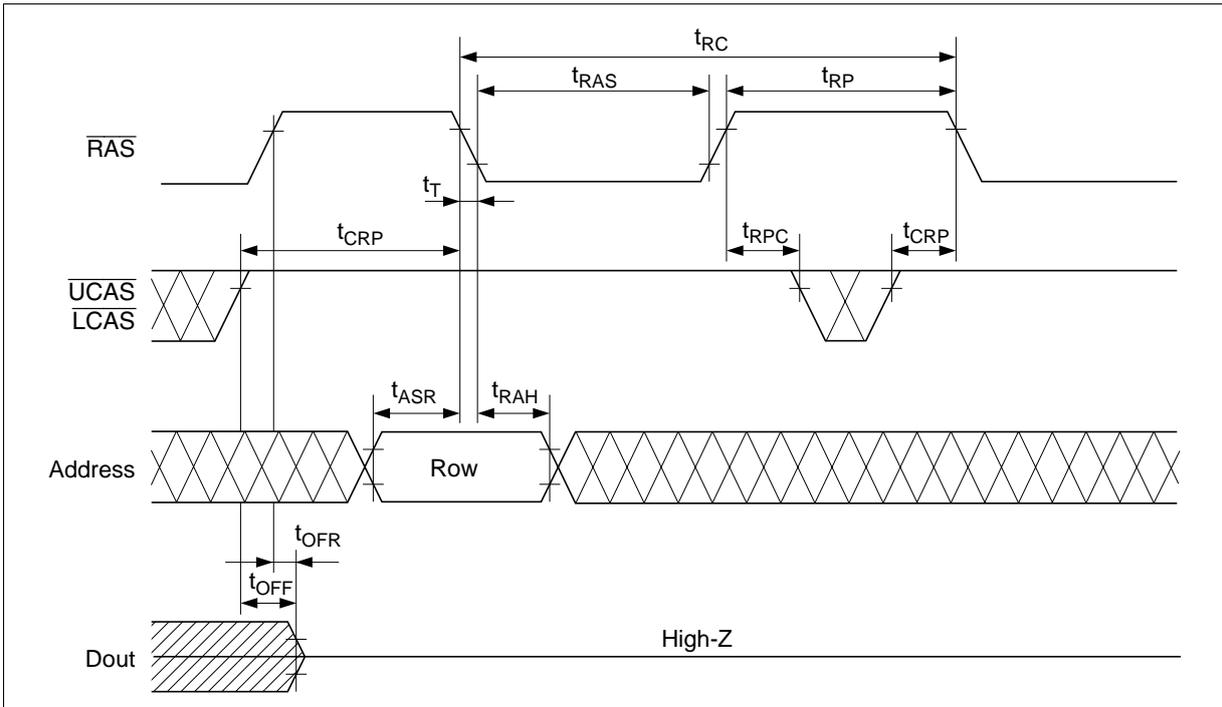 tRC
tRAS
tRP
RAS
tT
tCRP
tRPC
tCRP
UCAS
LCAS
tASR
tRAH
Address
Row
tOFR
tOFF
High-Z
Dout